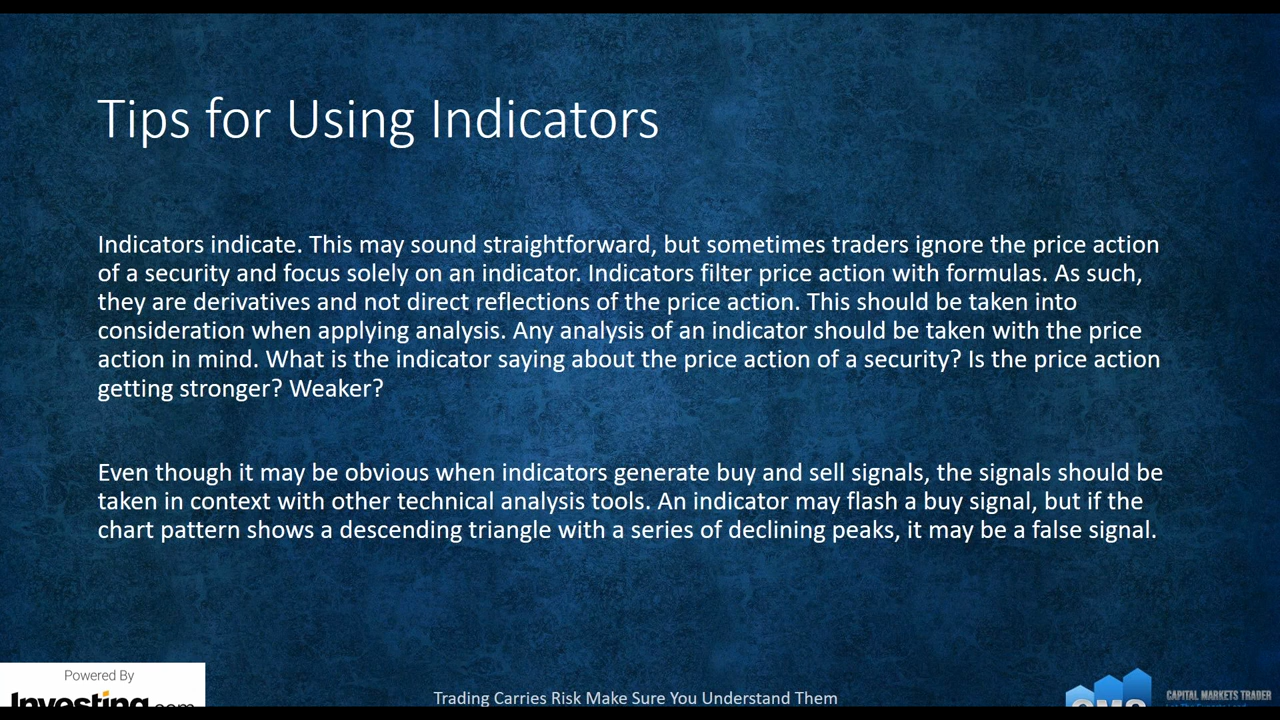 Tips for Using Indicators
Indicators indicate. This may sound straightforward, but sometimes traders ignore the price action
of a security and focus solely on an indicator. Indicators filter price action with formulas. As such,
they are derivatives and not direct reflections of the price action. This should be taken into
consideration when applying analysis. Any analysis of an indicator should be taken with the price
action in mind. What is the indicator saying about the price action of a security? Is the price action
getting stronger? Weaker?
Even though it may be obvious when indicators generate buy and sell signals, the signals should be
taken in context with other technical analysis tools. An indicator may flash a buy signal, but if the
chart pattern shows a descending triangle with a series of declining peaks, it may be a false signal.
Powered By
Investing.com
Trading Carries Risk Make Sure You Understand Them
CAPITAL MARKETS TRADER